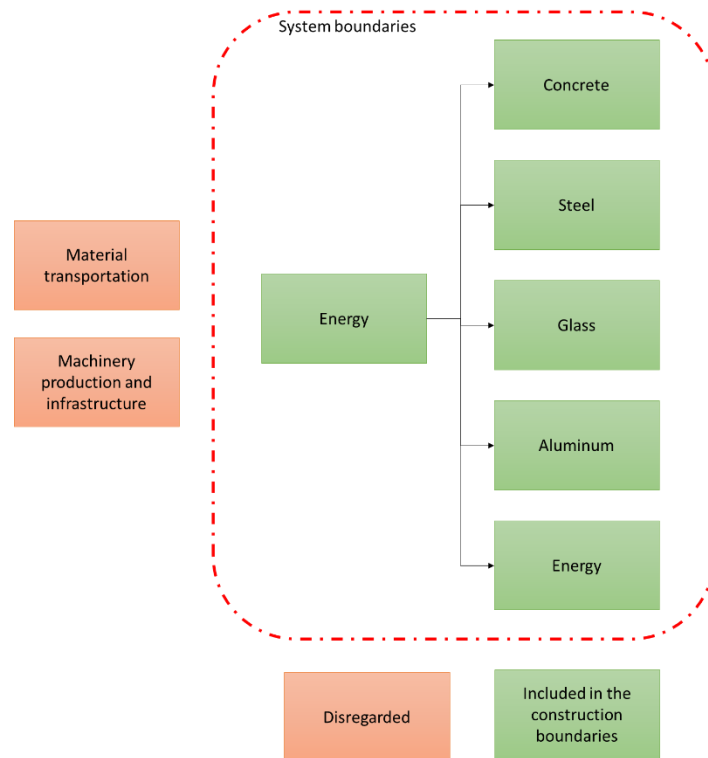 System boundaries
Concrete
Steel
Material
transportation
Energy
Glass
Machinery
production and
infrastructure
Aluminum
Energy
Disregarded
Included in the
construction
boundaries